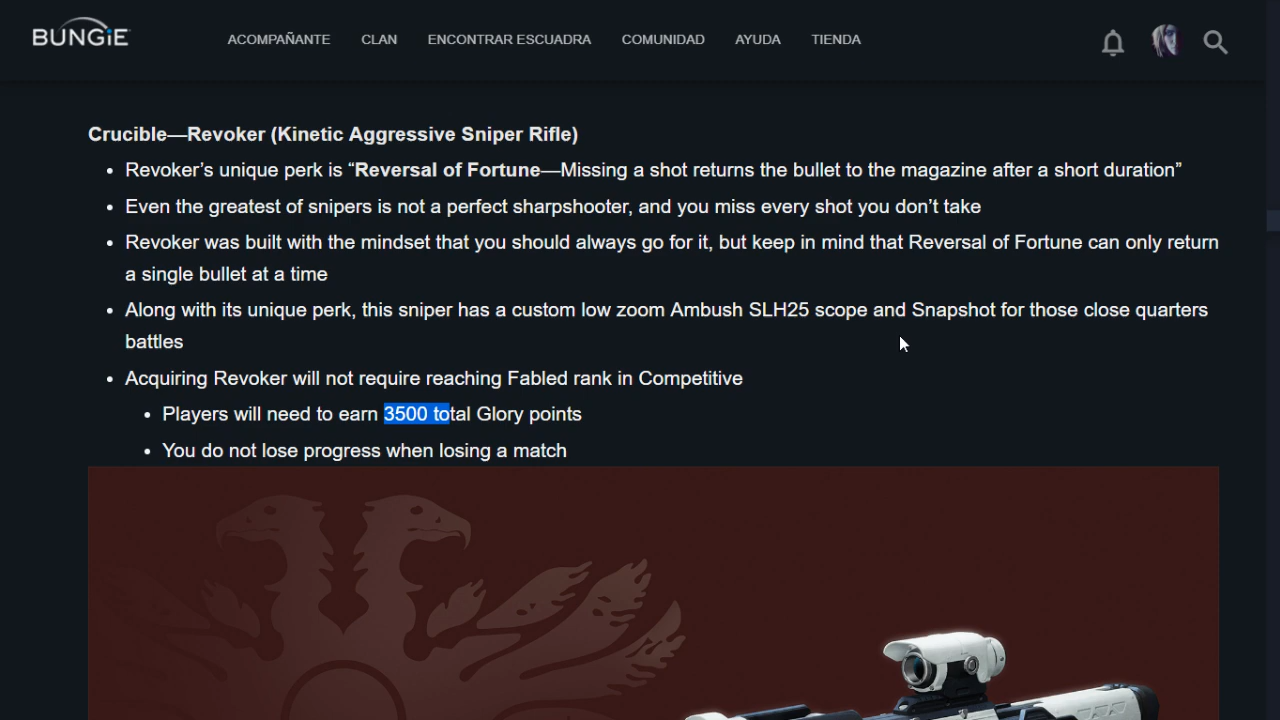 BUNGiE
ACOMPAÑANTE CLAN ENCONTRAR ESCUADRA COMUNIDAD AYUDA TIENDA
Crucible—Revoker (Kinetic Aggressive Sniper Rifle)
• Revoker’s unique perk is “Reversal of Fortune—Missing a shot returns the bullet to the magazine after a short duration”
• Even the greatest of snipers is not a perfect sharpshooter, and you miss every shot you don’t take
• Revoker was built with the mindset that you should always go for it, but keep in mind that Reversal of Fortune can only return
a single bullet at a time
• Along with its unique perk, this sniper has a custom low zoom Ambush SLH25 scope and Snapshot for those close quarters
battles
• Acquiring Revoker will not require reaching Fabled rank in Competitive
• Players will need to earn 3500 total Glory points
• You do not lose progress when losing a match